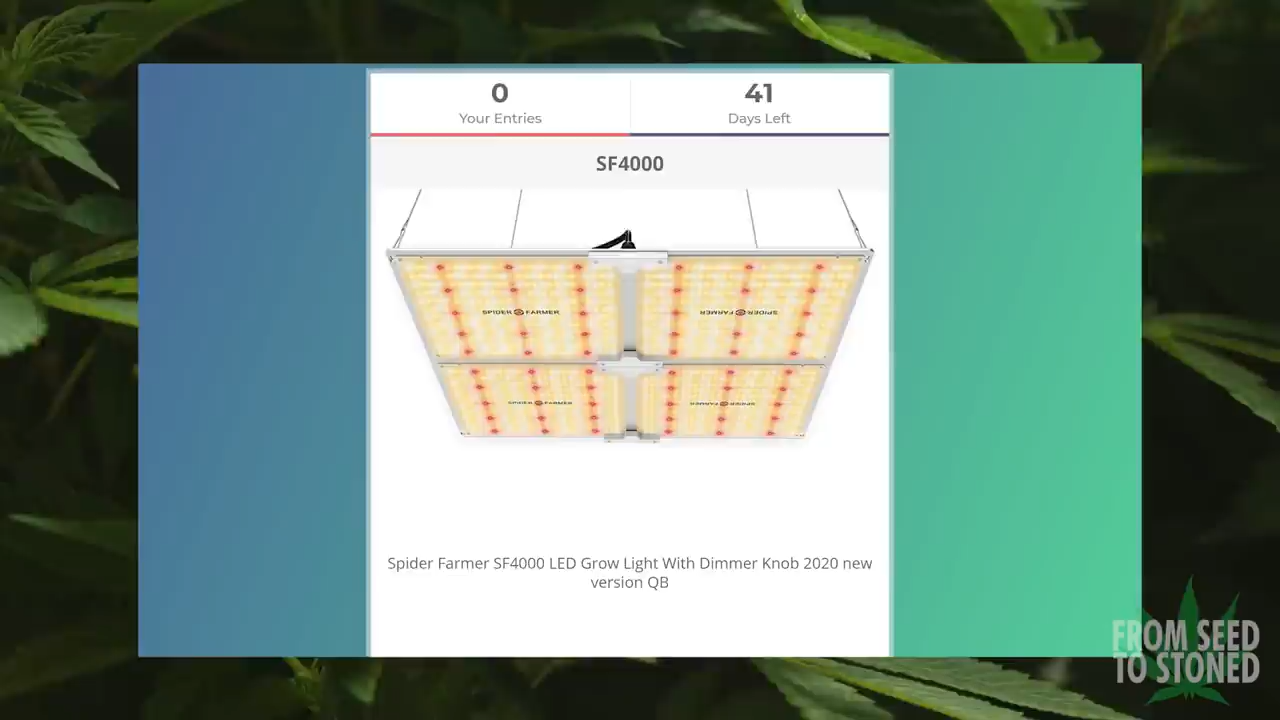 0
Your Entries
41
Days Left
SF4000
SPIDER FARMER
SPIDER FARMER
SPIDER FARMER
SPIDER FARMER
Spider Farmer SF4000 LED Grow Light With Dimmer Knob 2020 new
version QB
FROM SEED
TO STONED